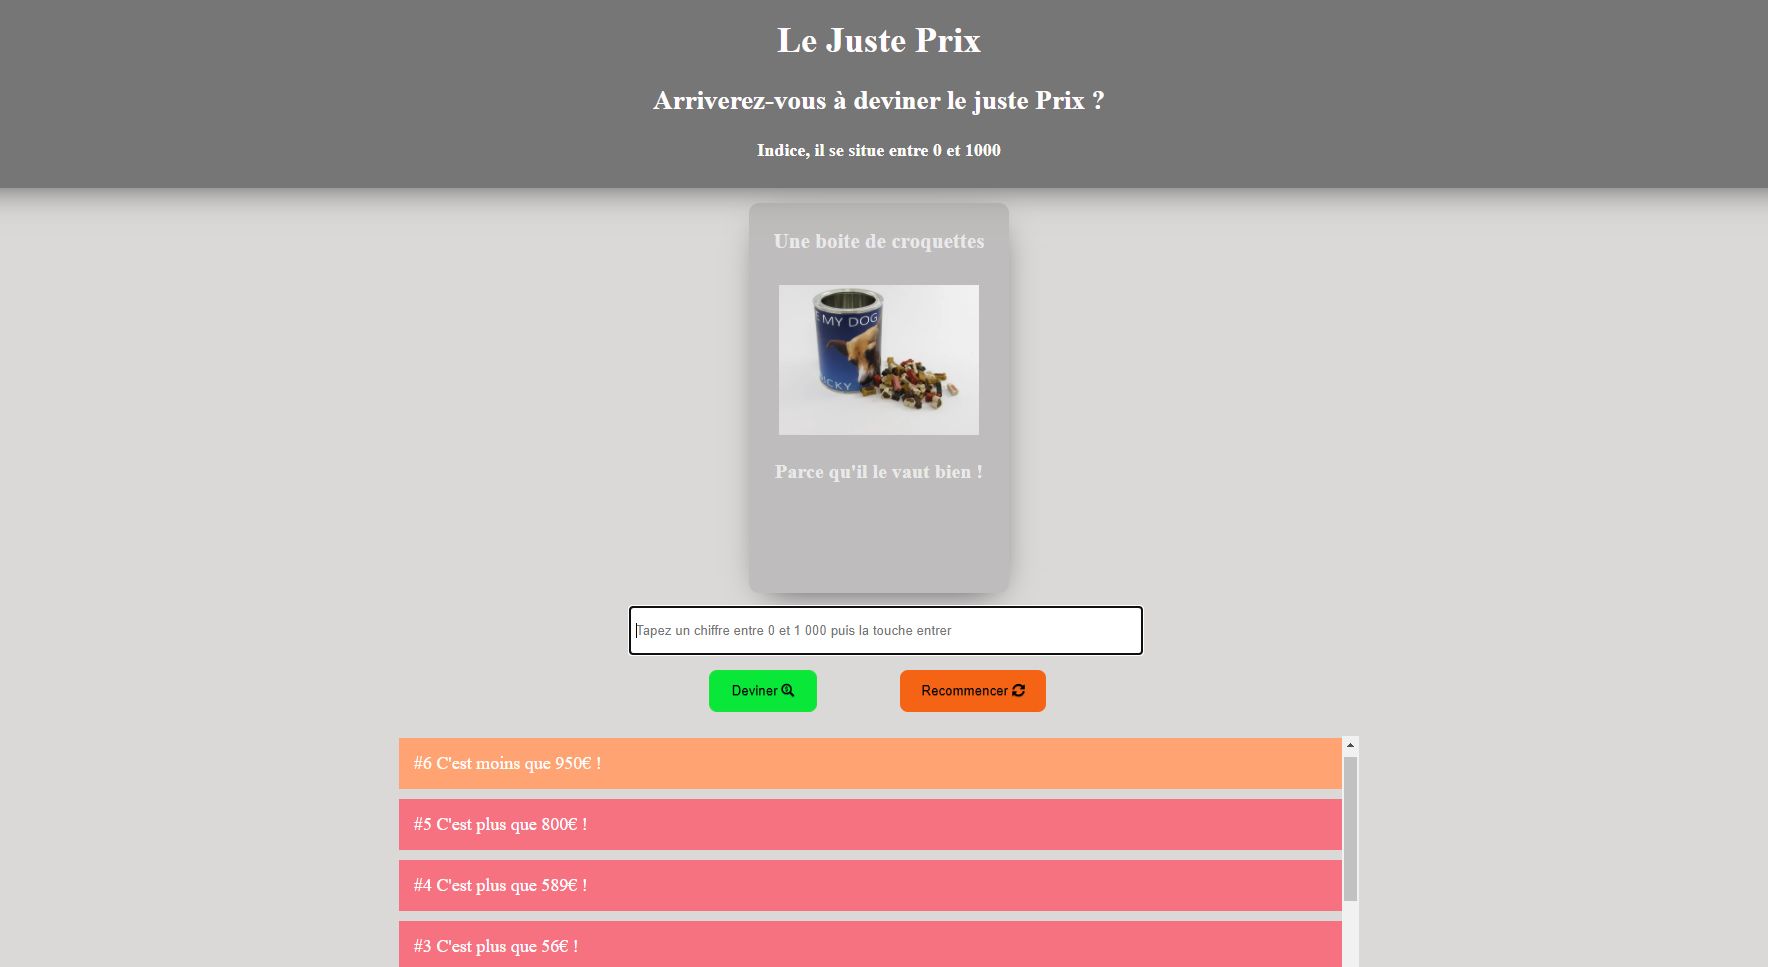 Le Juste Prix
Arriverez-vous à deviner le juste Prix ?
Indice, il se situe entre 0 et 1000
Une boite de croquettes
E MY DOG
ICKY
Parce qu'il le vaut bien !
Tapez un chiffre entre 0 et 1 000 puis la touche entrer
Deviner
Recommencer
#6 C'est moins que 950€ !
#5 C'est plus que 800€ !
#4 C'est plus que 589€ !
#3 C'est plus que 56€ !